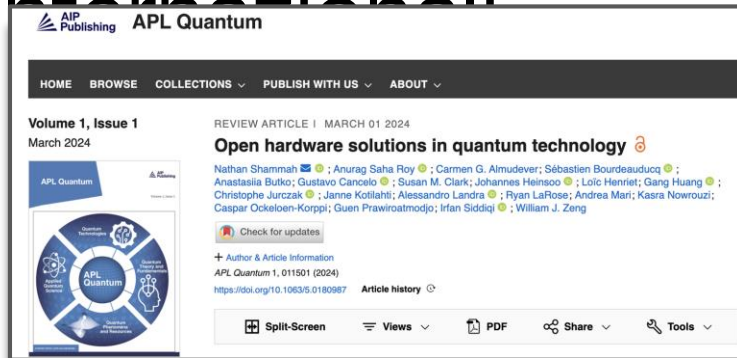 AIP
Publishing
APL Quantum
HOME BROWSE COLLECTIONS PUBLISH WITH US ABOUT
Volume 1, Issue 1
March 2024
REVIEW ARTICLE | MARCH 01 2024
Open hardware solutions in quantum technology
Nathan Shammah; Anurag Saha Roy; Carmen G. Almudever; Sébastien Bourdeauducq;
Anastasiia Butko; Gustavo Cancelo; Susan M. Clark; Johannes Heinsoo; Loïc Henriet; Gang Huang;
Christophe Jurczak; Janne Kotilahti; Alessandro Landra; Ryan LaRose; Andrea Mari; Kasra Nowrouzi;
Caspar Ockeloen-Korppi; Guen Prawiroatmodjo; Irfan Siddiqi; William J. Zeng
Check for updates
+ Author & Article Information
APL Quantum 1, 011501 (2024)
https://doi.org/10.1063/5.0180987 Article history
Split-Screen Views PDF Share Tools
APL Quantum
AIP Publishing
Quantum Technologies
Quantum Theory and Fundamentals
Applied Quantum Science
APL Quantum
Quantum Phenomena and Resources